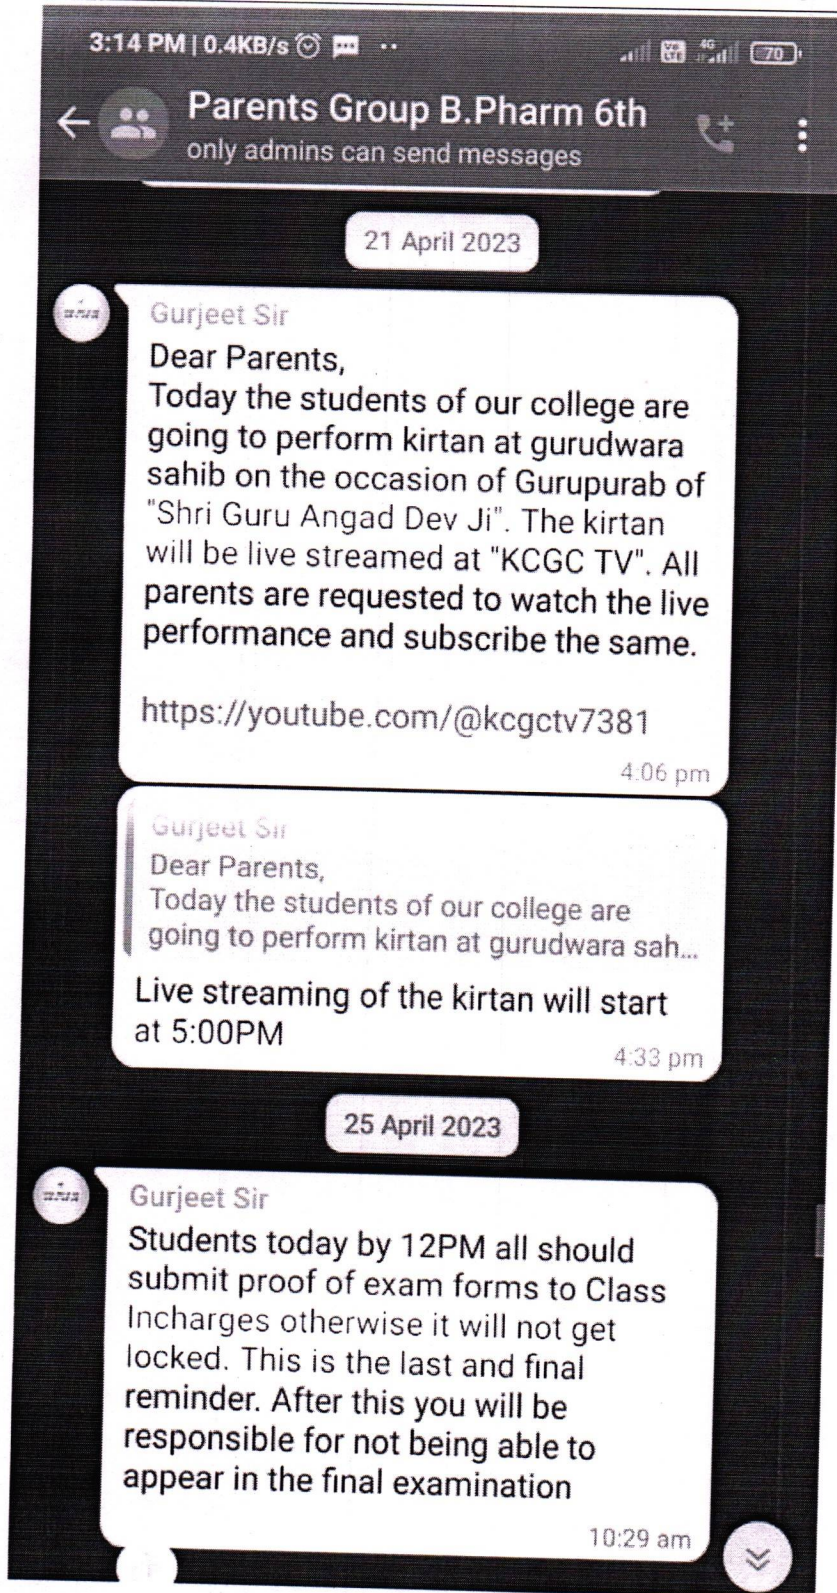 3:14 PM | 0.4KB/s
4G
70
Parents Group B.Pharm 6th
only admins can send messages
21 April 2023
Gurjeet Sir
Dear Parents,
Today the students of our college are
going to perform kirtan at gurudwara
sahib on the occasion of Gurupurab of
"Shri Guru Angad Dev Ji". The kirtan
will be live streamed at "KCGC TV". All
parents are requested to watch the live
performance and subscribe the same.
https://youtube.com/@kcgctv7381
4:06 pm
Gurjeet Sir
Dear Parents,
Today the students of our college are
going to perform kirtan at gurudwara sah...
Live streaming of the kirtan will start
at 5:00PM
4:33 pm
25 April 2023
Gurjeet Sir
Students today by 12PM all should
submit proof of exam forms to Class
Incharges otherwise it will not get
locked. This is the last and final
reminder. After this you will be
responsible for not being able to
appear in the final examination
10:29 am